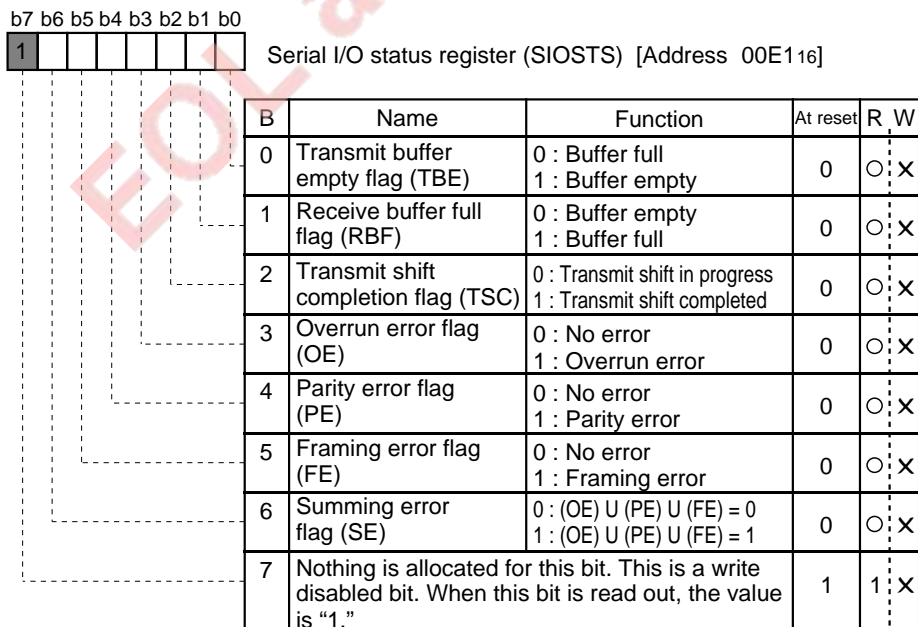 b7 b6 b5 b4 b3 b2 b1 b0
1
Serial I/O status register (SIOSTS) [Address 00E116]
B Name Function At reset R W
0 Transmit buffer empty flag (TBE) 0 : Buffer full 1 : Buffer empty 0 ○ ×
1 Receive buffer full flag (RBF) 0 : Buffer empty 1 : Buffer full 0 ○ ×
2 Transmit shift completion flag (TSC) 0 : Transmit shift in progress 1 : Transmit shift completed 0 ○ ×
3 Overrun error flag (OE) 0 : No error 1 : Overrun error 0 ○ ×
4 Parity error flag (PE) 0 : No error 1 : Parity error 0 ○ ×
5 Framing error flag (FE) 0 : No error 1 : Framing error 0 ○ ×
6 Summing error flag (SE) 0 : (OE) U (PE) U (FE) = 0 1 : (OE) U (PE) U (FE) = 1 0 ○ ×
7 Nothing is allocated for this bit. This is a write disabled bit. When this bit is read out, the value is “1.” 1 1 ×
EOL a